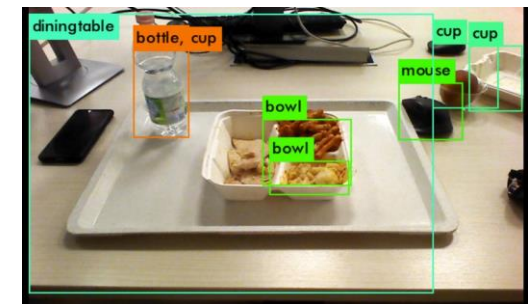 diningtable
bottle, cup
cup
cup
mouse
bowl
bowl